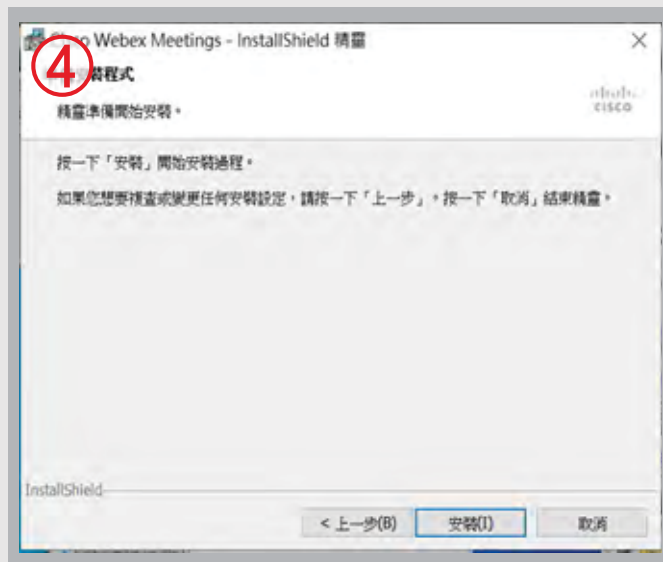 ④
Cisco Webex Meetings - InstallShield 精靈
安裝程式
精靈準備開始安裝。
CISCO
按一下「安裝」開始安裝過程。
如果您想要複查或變更任何安裝設定,請按一下「上一步」。按一下「取消」結束精靈。
InstallShield
< 上一步(B)
安裝(I)
取消